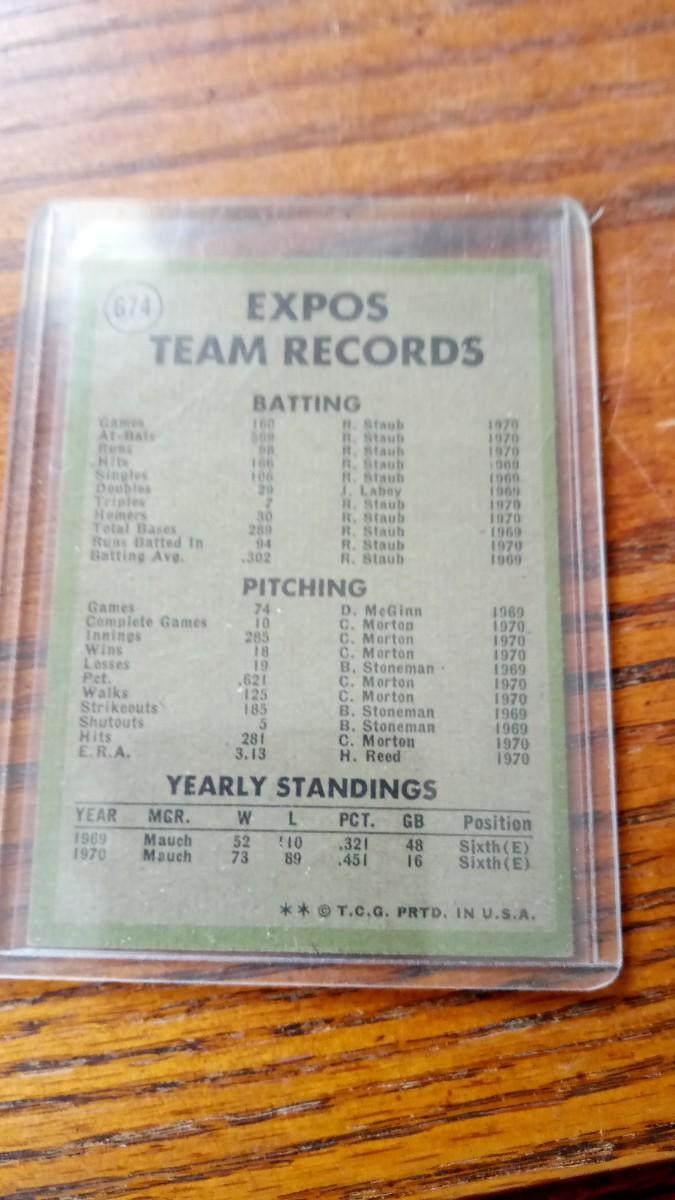 674
EXPOS
TEAM RECORDS
BATTING
Games 160 R. Staub 1970
At-Bats 569 R. Staub 1970
Runs 98 R. Staub 1970
Hits 166 R. Staub 1969
Singles 106 R. Staub 1969
Doubles 29 J. Laboy 1969
Triples 7 R. Staub 1970
Homers 30 R. Staub 1970
Total Bases 289 R. Staub 1969
Runs Batted In 94 R. Staub 1970
Batting Avg. .302 R. Staub 1969
PITCHING
Games 74 D. McGinn 1969
Complete Games 10 C. Morton 1970
Innings 285 C. Morton 1970
Wins 18 C. Morton 1970
Losses 19 B. Stoneman 1969
Pct. .621 C. Morton 1970
Walks 125 C. Morton 1970
Strikeouts 185 B. Stoneman 1969
Shutouts 5 B. Stoneman 1969
Hits 281 C. Morton 1970
E.R.A. 3.13 H. Reed 1970
YEARLY STANDINGS
YEAR MGR. W L PCT. GB Position
1969 Mauch 52 110 .321 48 Sixth(E)
1970 Mauch 73 89 .451 16 Sixth(E)
** © T.C.G. PRTD. IN U.S.A.